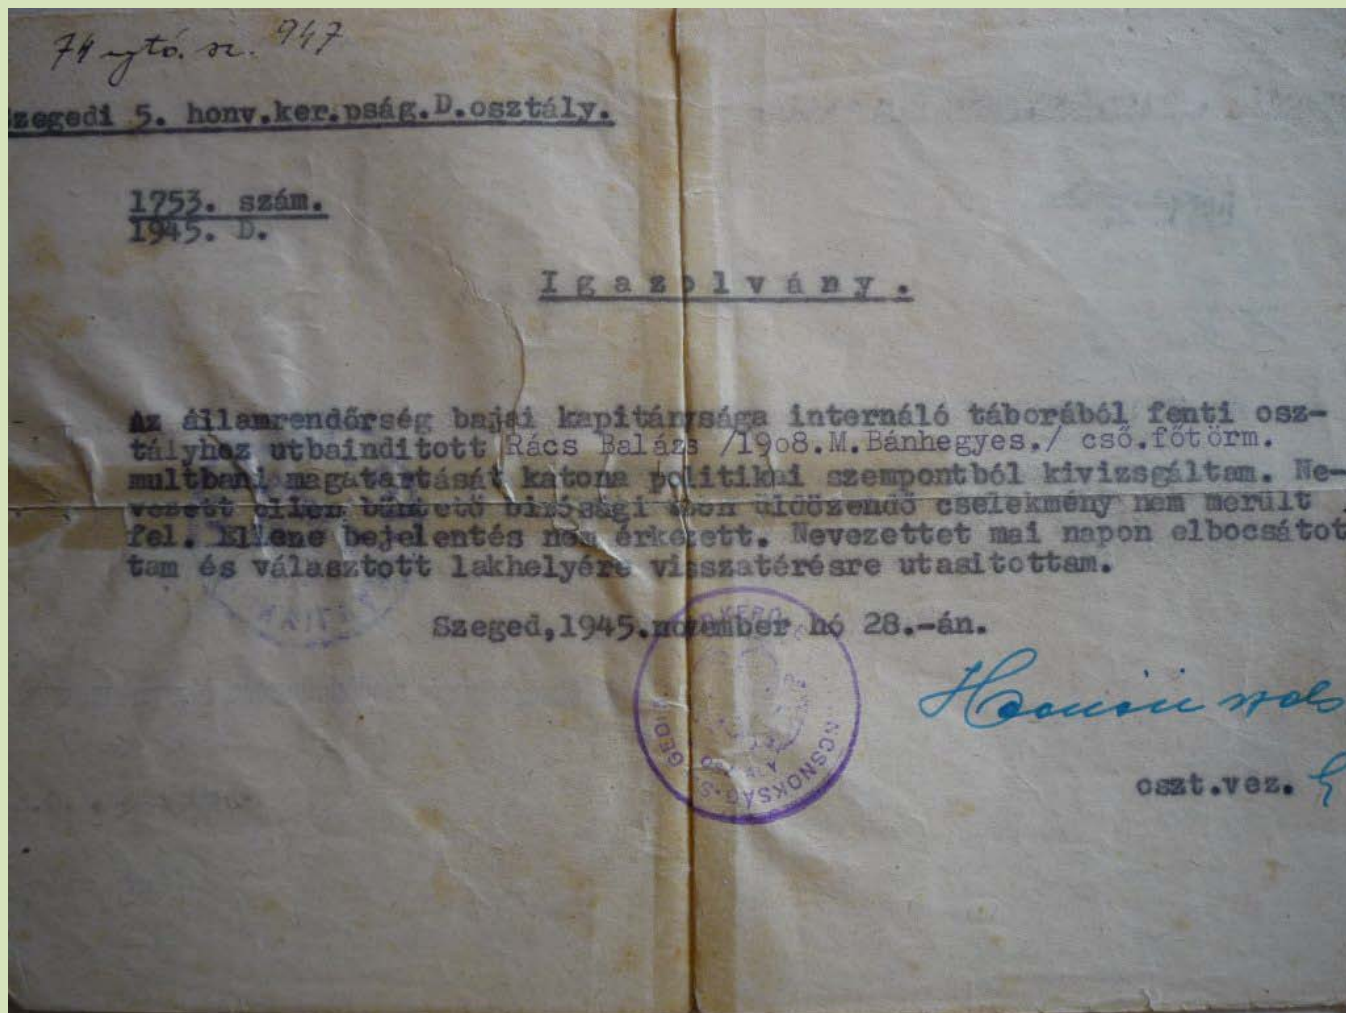 74 sz. 947
zegedi 5. honv.ker.pság.D.osztály.
1753. szám.
1945. D.
Igazolvány.
Az államrendőrség bajai kapitánysága internáló táborából fenti osz-
tályhoz utbainditott Rács Balázs /1908.M.Bánhegyes./ cső.főtörm.
multbani magatartását katona politikai szempontból kivizsgáltam. Ne-
vezett ellen büntető birósági uton üldözendő cselekmény nem merült
fel. Ellene bejelentés nem érkezett. Nevezettet mai napon elbocsátot
tam és választott lakhelyére visszatérésre utasitottam.
Szeged,1945.november hó 28.-án.
oszt.vez.